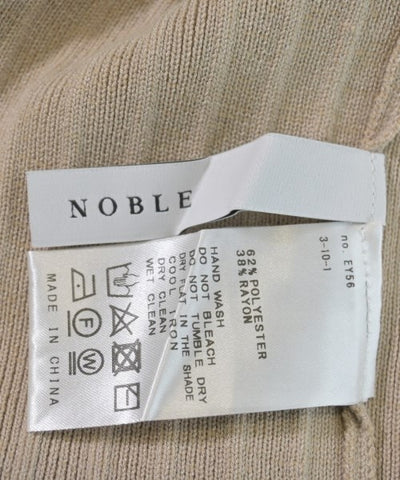 NOBLE
no. EY56
3-10-1
62% POLYESTER
38% RAYON
HAND WASH
DO NOT BLEACH
DO NOT TUMBLE DRY
DRY FLAT IN THE SHADE
COOL IRON
DRY CLEAN
WET CLEAN
F
W
MADE IN CHINA